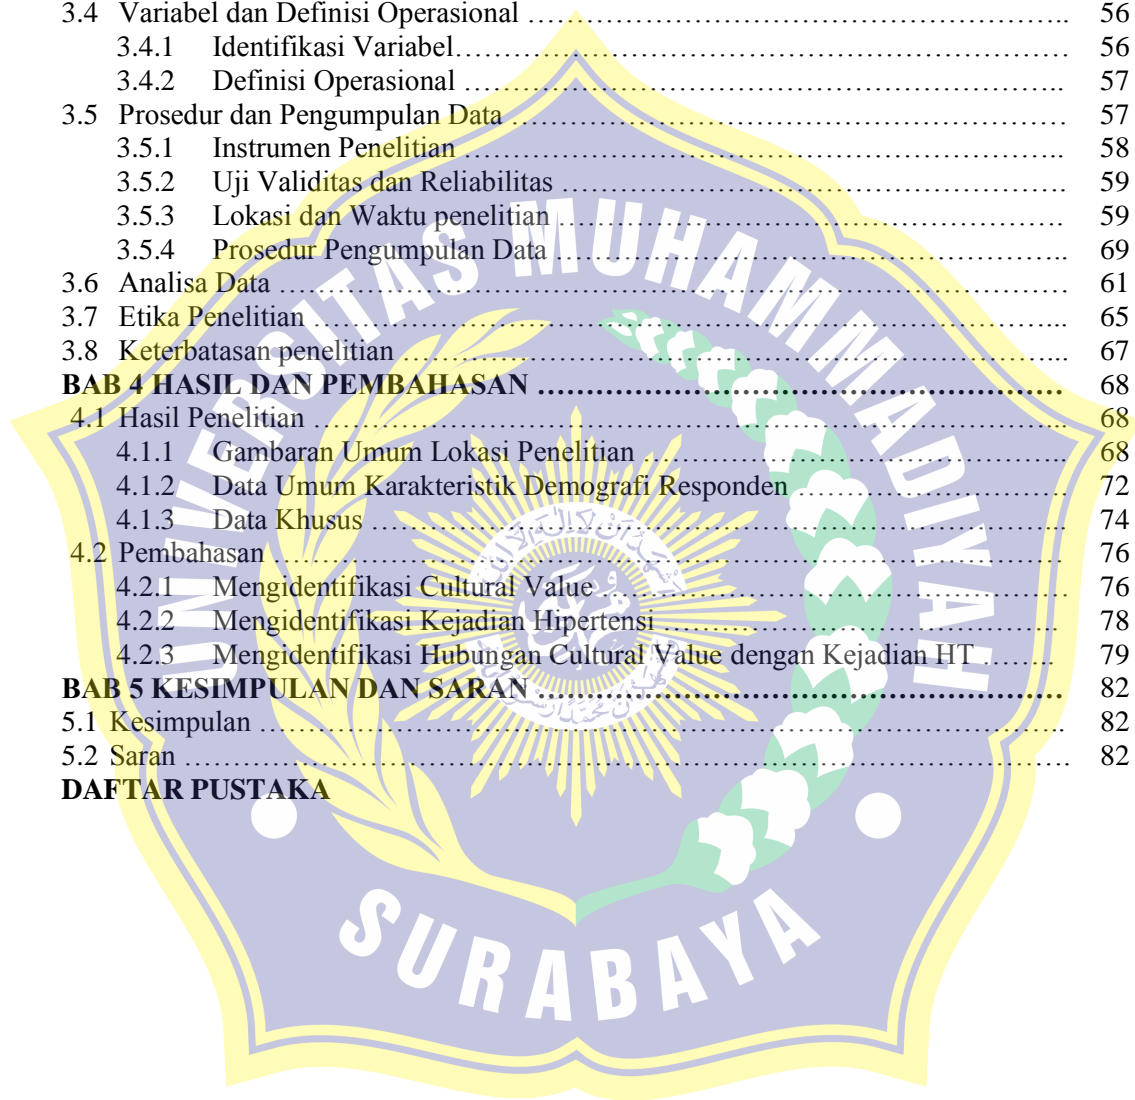 3.4 Variabel dan Definisi Operasional ………………………………………………….. 56
3.4.1 Identifikasi Variabel…………………………………………………… 56
3.4.2 Definisi Operasional ………………………………………………….. 57
3.5 Prosedur dan Pengumpulan Data …………………………………………………… 57
3.5.1 Instrumen Penelitian ………………………………………………….. 58
3.5.2 Uji Validitas dan Reliabilitas …………………………………………… 59
3.5.3 Lokasi dan Waktu penelitian …………………………………………… 59
3.5.4 Prosedur Pengumpulan Data …………………………………………….. 69
3.6 Analisa Data …………………………………………………………………… 61
3.7 Etika Penelitian ………………………………………………………………….. 65
3.8 Keterbatasan penelitian …………………………………………………………... 67
BAB 4 HASIL DAN PEMBAHASAN ……………………………………………… 68
4.1 Hasil Penelitian ………………………………………………………………….. 68
4.1.1 Gambaran Umum Lokasi Penelitian …………………………………….. 68
4.1.2 Data Umum Karakteristik Demografi Responden ……………………. 72
4.1.3 Data Khusus …………………………………………………………… 74
4.2 Pembahasan …………………………………………………………………… 76
4.2.1 Mengidentifikasi Cultural Value ……………………………………… 76
4.2.2 Mengidentifikasi Kejadian Hipertensi ………………………………….. 78
4.2.3 Mengidentifikasi Hubungan Cultural Value dengan Kejadian HT …….. 79
BAB 5 KESIMPULAN DAN SARAN ……………………………………………… 82
5.1 Kesimpulan …………………………………………………………………….. 82
5.2 Saran ……………………………………………………………………………. 82
DAFTAR PUSTAKA
UNIVERSITAS MUHAMMADIYAH
SURABAYA